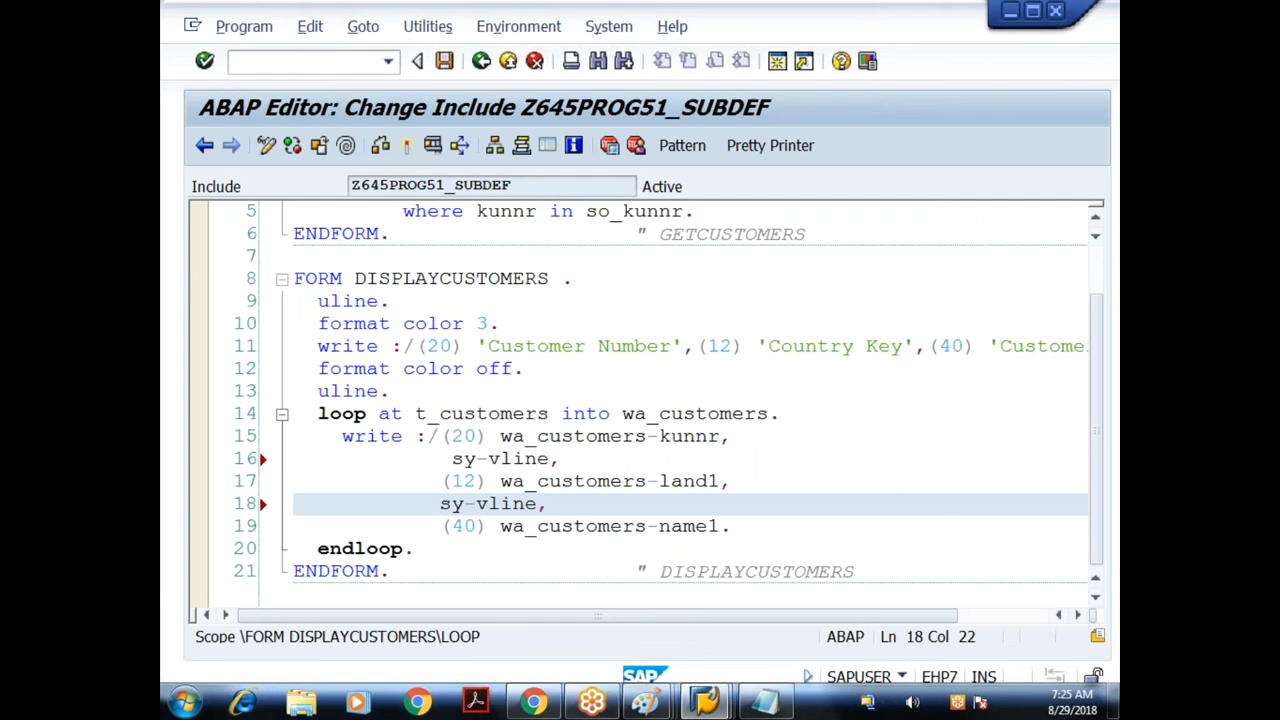 Program Edit Goto Utilities Environment System Help
ABAP Editor: Change Include Z645PROG51_SUBDEF
Pattern Pretty Printer
Include Z645PROG51_SUBDEF Active
5 where kunnr in so_kunnr.
6 ENDFORM. " GETCUSTOMERS
7
8 FORM DISPLAYCUSTOMERS .
9 uline.
10 format color 3.
11 write :/(20) 'Customer Number',(12) 'Country Key',(40) 'Custome
12 format color off.
13 uline.
14 loop at t_customers into wa_customers.
15 write :/(20) wa_customers-kunnr,
16 sy-vline,
17 (12) wa_customers-land1,
18 sy-vline,
19 (40) wa_customers-name1.
20 endloop.
21 ENDFORM. " DISPLAYCUSTOMERS
Scope \FORM DISPLAYCUSTOMERS\LOOP ABAP Ln 18 Col 22
SAP SAPUSER EHP7 INS
7:25 AM
8/29/2018